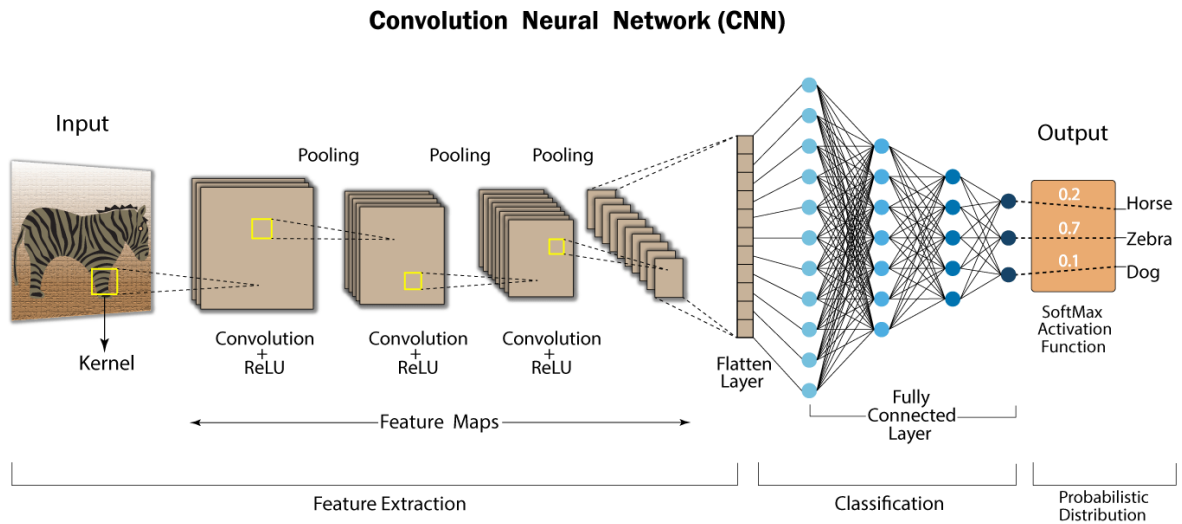 Convolution Neural Network (CNN)
Input
Kernel
Pooling
Pooling
Pooling
Convolution
+
ReLU
Convolution
+
ReLU
Convolution
+
ReLU
Feature Maps
Flatten
Layer
Fully
Connected
Layer
Output
0.2
Horse
0.7
Zebra
0.1
Dog
SoftMax
Activation
Function
Feature Extraction
Classification
Probabilistic
Distribution